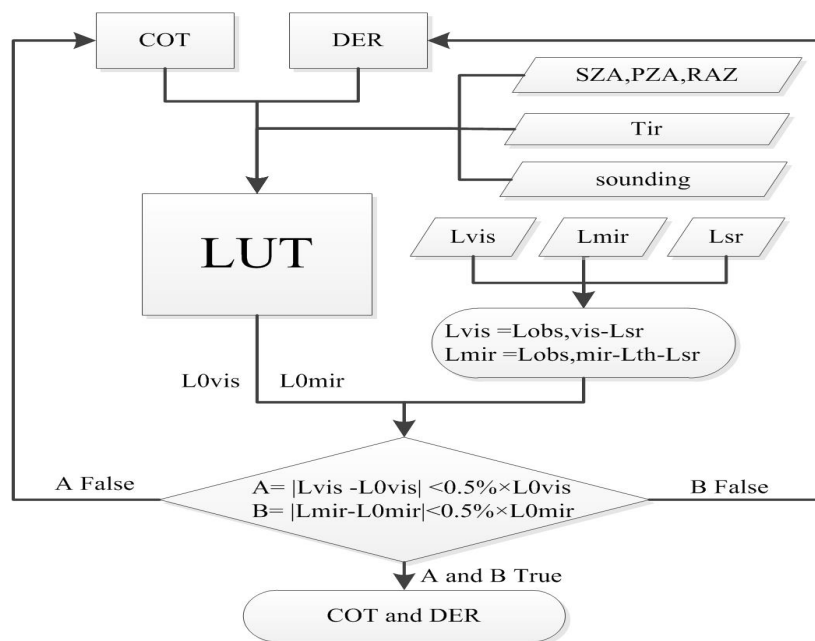 COT
DER
SZA,PZA,RAZ
Tir
sounding
LUT
Lvis
Lmir
Lsr
Lvis =Lobs,vis-Lsr
Lmir =Lobs,mir-Lth-Lsr
L0vis
L0mir
A False
A= |Lvis -L0vis| <0.5%×L0vis
B= |Lmir-L0mir|<0.5%×L0mir
B False
A and B True
COT and DER